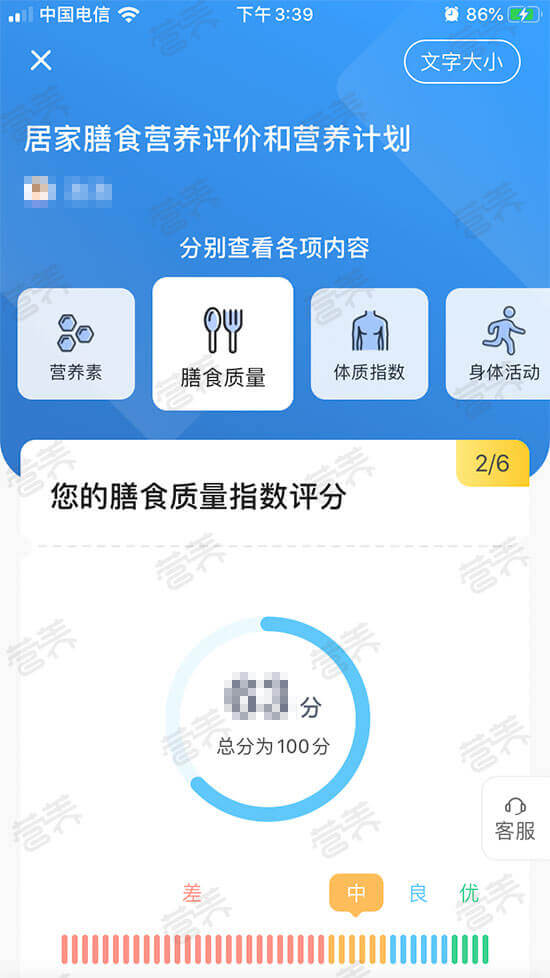 中国电信
下午3:39
86%
文字大小
居家膳食营养评价和营养计划
分别查看各项内容
营养素
膳食质量
体质指数
身体活动
2/6
您的膳食质量指数评分
分
总分为100分
客服
差 中 良 优
营养